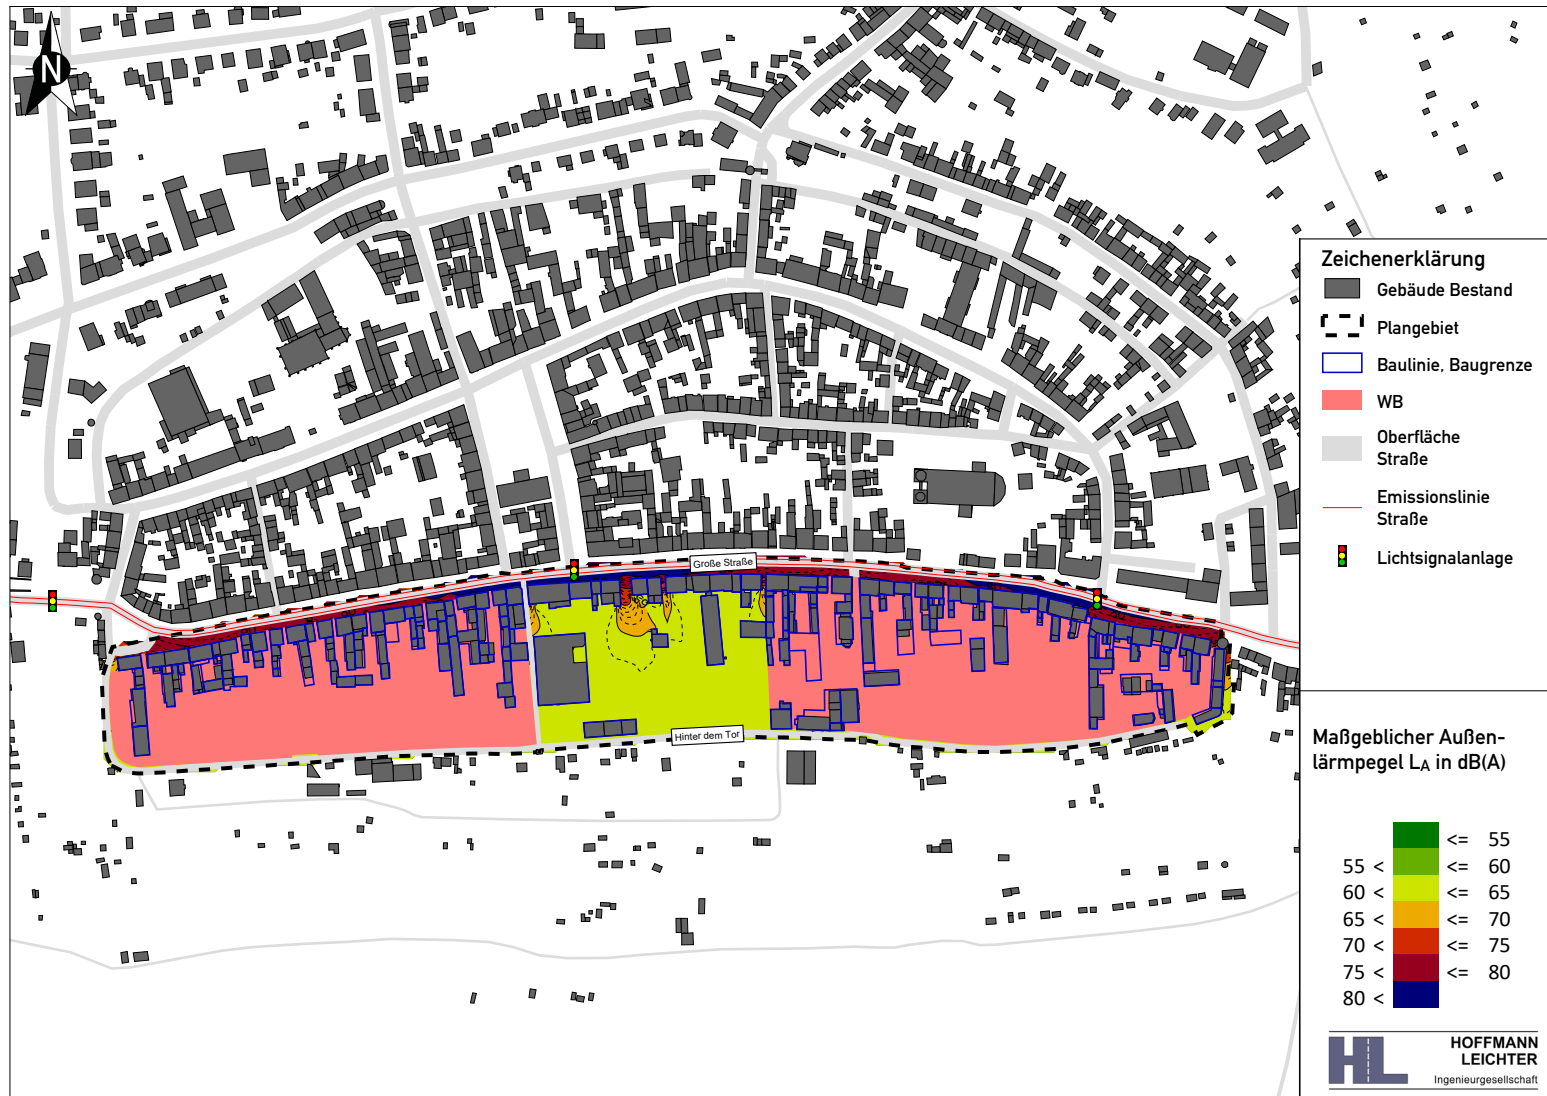 N
Große Straße
Hinter dem Tor
Zeichenerklärung
Gebäude Bestand
Plangebiet
Baulinie, Baugrenze
WB
Oberfläche
Straße
Emissionslinie
Straße
Lichtsignalanlage
Maßgeblicher Außen-
lärmpegel LA in dB(A)
<= 55
55 < <= 60
60 < <= 65
65 < <= 70
70 < <= 75
75 < <= 80
80 <
HL
HOFFMANN
LEICHTER
Ingenieurgesellschaft